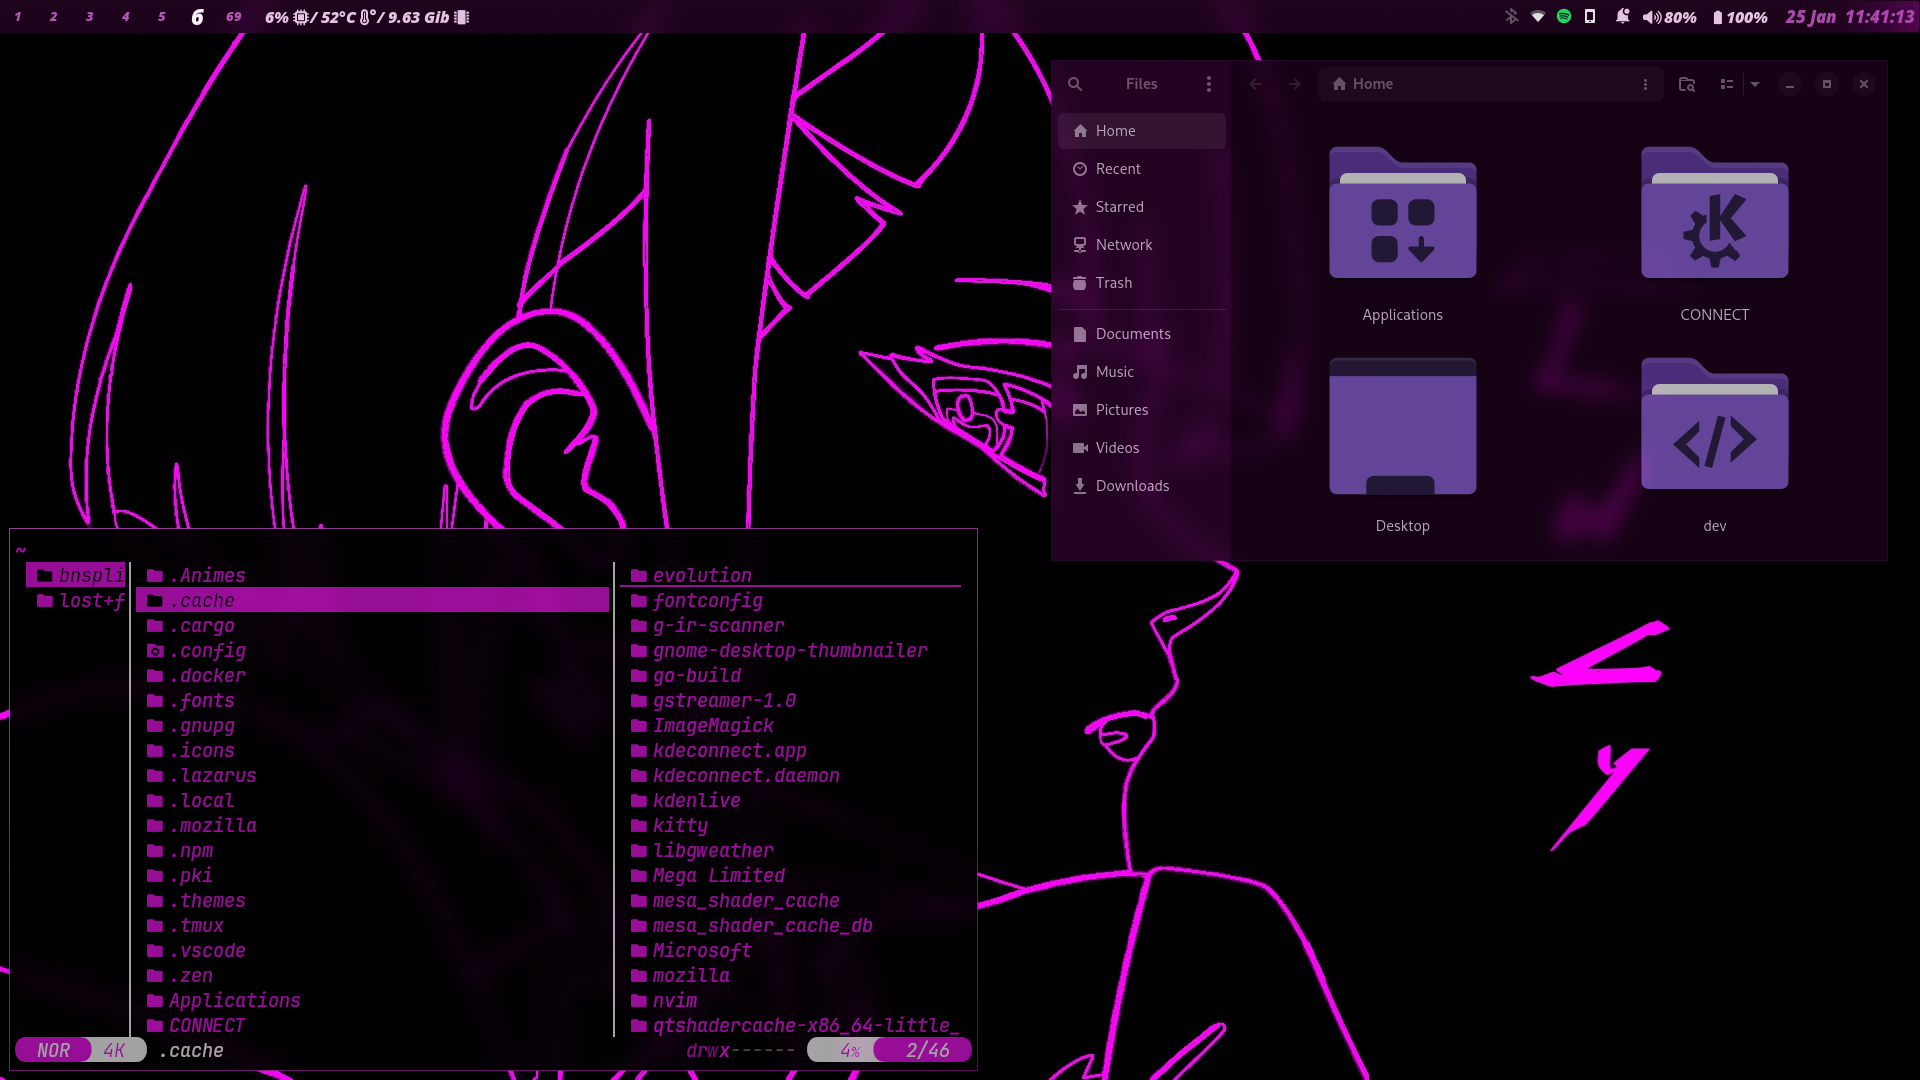 1 2 3 4 5 6 69 6% / 52°C / 9.63 Gib 80% 100% 25 Jan 11:41:13
Files
Home
Home
Recent
Starred
Network
Trash
Documents
Music
Pictures
Videos
Downloads
Applications
CONNECT
Desktop
dev
~
bnspli
lost+f
.Animes
.cache
.cargo
.config
.docker
.fonts
.gnupg
.icons
.lazarus
.local
.mozilla
.npm
.pki
.themes
.tmux
.vscode
.zen
Applications
CONNECT
evolution
fontconfig
g-ir-scanner
gnome-desktop-thumbnailer
go-build
gstreamer-1.0
ImageMagick
kdeconnect.app
kdeconnect.daemon
kdenlive
kitty
libgweather
Mega Limited
mesa_shader_cache
mesa_shader_cache_db
Microsoft
mozilla
nvim
qtshadercache-x86_64-little_
NOR 4K .cache drwx------ 4% 2/46